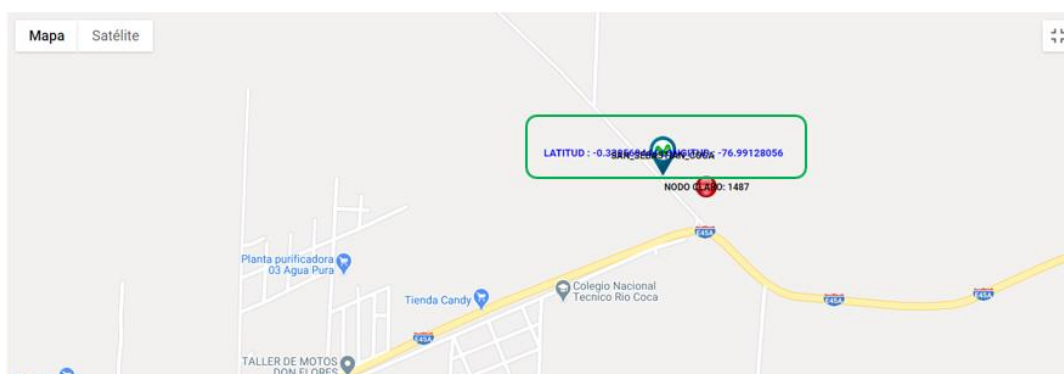 Mapa
Satélite
LATITUD : -0.33 : -76.99128056
SAN_SEBASTIAN_COCA
NODO CLARO: 1487
E45A
Planta purificadora
03 Agua Pura
Colegio Nacional
Tecnico Rio Coca
Tienda Candy
E45A
E45A
E45A
TALLER DE MOTOS
DON FLORES